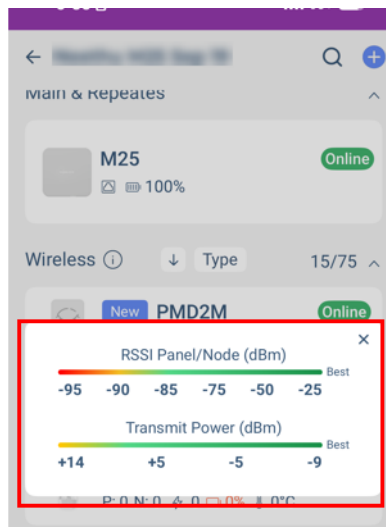 Main & Repeates
M25
Online
100%
Wireless
↓ Type
15/75
New PMD2M
Online
×
RSSI Panel/Node (dBm)
Best
-95 -90 -85 -75 -50 -25
Transmit Power (dBm)
Best
+14 +5 -5 -9
P: 0 N: 0 0 0% 0°C